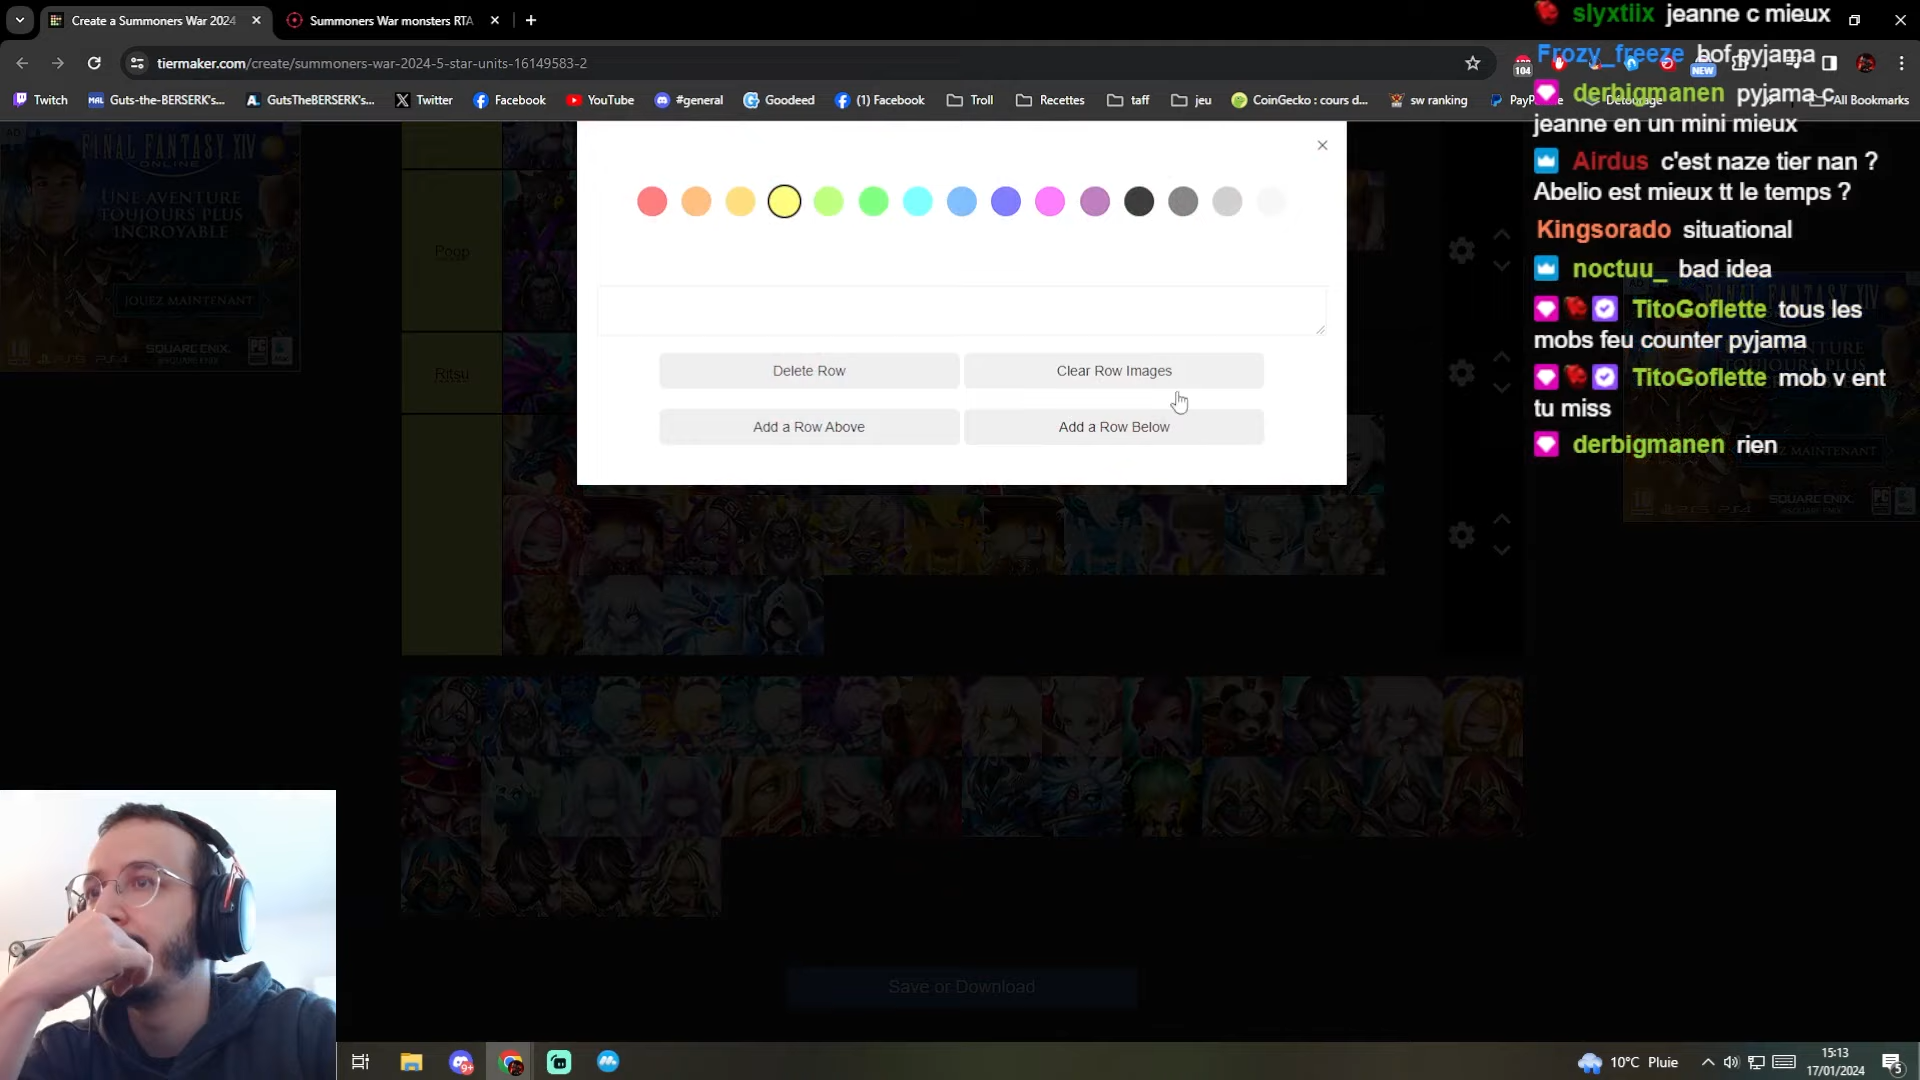 Create a Summoners War 2024
Summoners War monsters RTA
tiermaker.com/create/summoners-war-2024-5-star-units-16149583-2
104
NEW
Twitch
Guts-the-BERSERK's...
GutsTheBERSERK's...
Twitter
Facebook
YouTube
#general
Goodeed
(1) Facebook
Troll
Recettes
taff
jeu
CoinGecko : cours d...
sw ranking
All Bookmarks
slyxtiix jeanne c mieux
Frozy_freeze bof pyjama
derbigmanen pyjama c
jeanne en un mini mieux
Airdus c'est naze tier nan ?
Abelio est mieux tt le temps ?
Kingsorado situational
noctuu_ bad idea
TitoGoflette tous les
mobs feu counter pyjama
TitoGoflette mob v ent
tu miss
derbigmanen rien
FINAL FANTASY XIV
ONLINE
UNE AVENTURE
TOUJOURS PLUS
INCROYABLE
JOUEZ MAINTENANT
SQUARE ENIX
Poop
Ritsu
Delete Row
Clear Row Images
Add a Row Above
Add a Row Below
Save or Download
10°C Pluie
15:13
17/01/2024
5